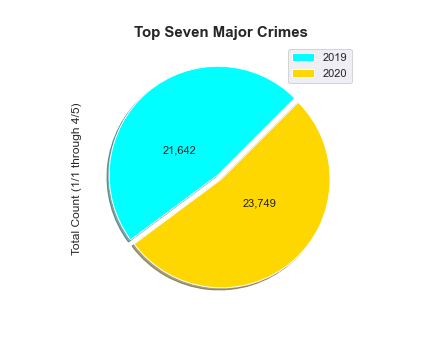 Top Seven Major Crimes
2019
2020
Total Count (1/1 through 4/5)
21,642
23,749